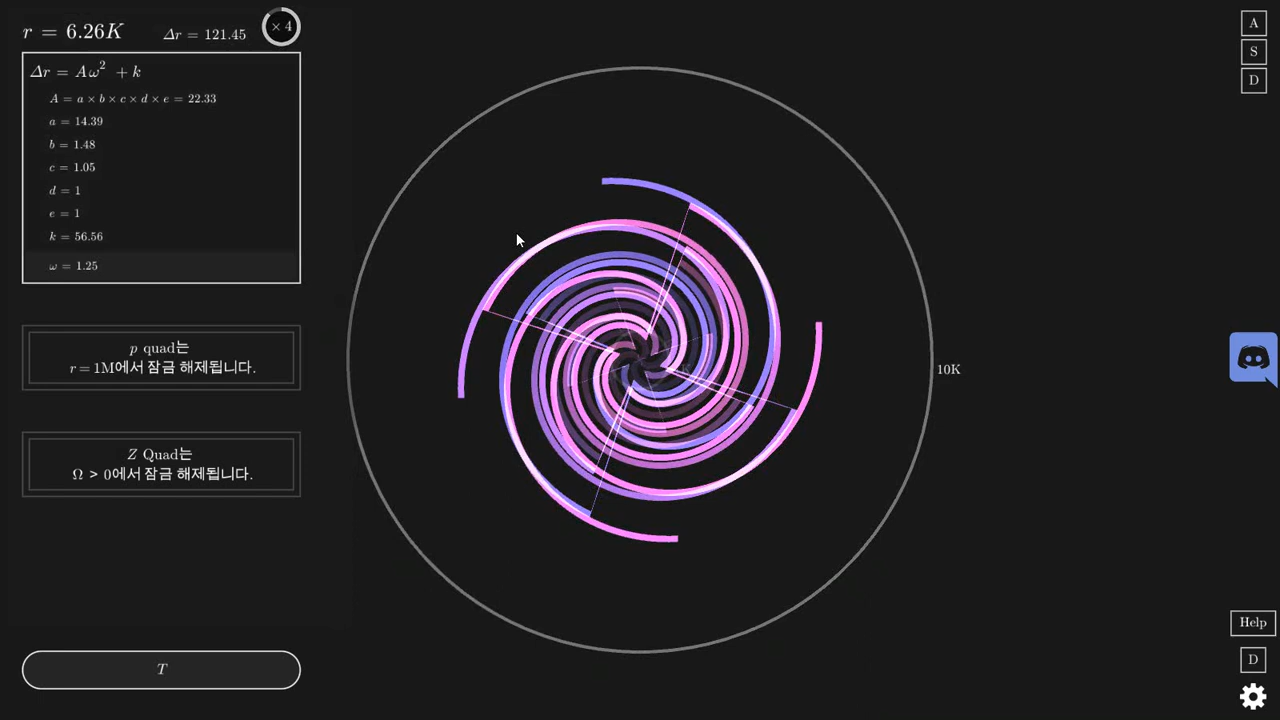 r = 6.26K
Δr = 121.45
× 4
Δr = Aω² + k
A = a × b × c × d × e = 22.33
a = 14.39
b = 1.48
c = 1.05
d = 1
e = 1
k = 56.56
ω = 1.25
p quad는
r = 1M에서 잠금 해제됩니다.
Z Quad는
Ω > 0에서 잠금 해제됩니다.
T
10K
A
S
D
Help
D